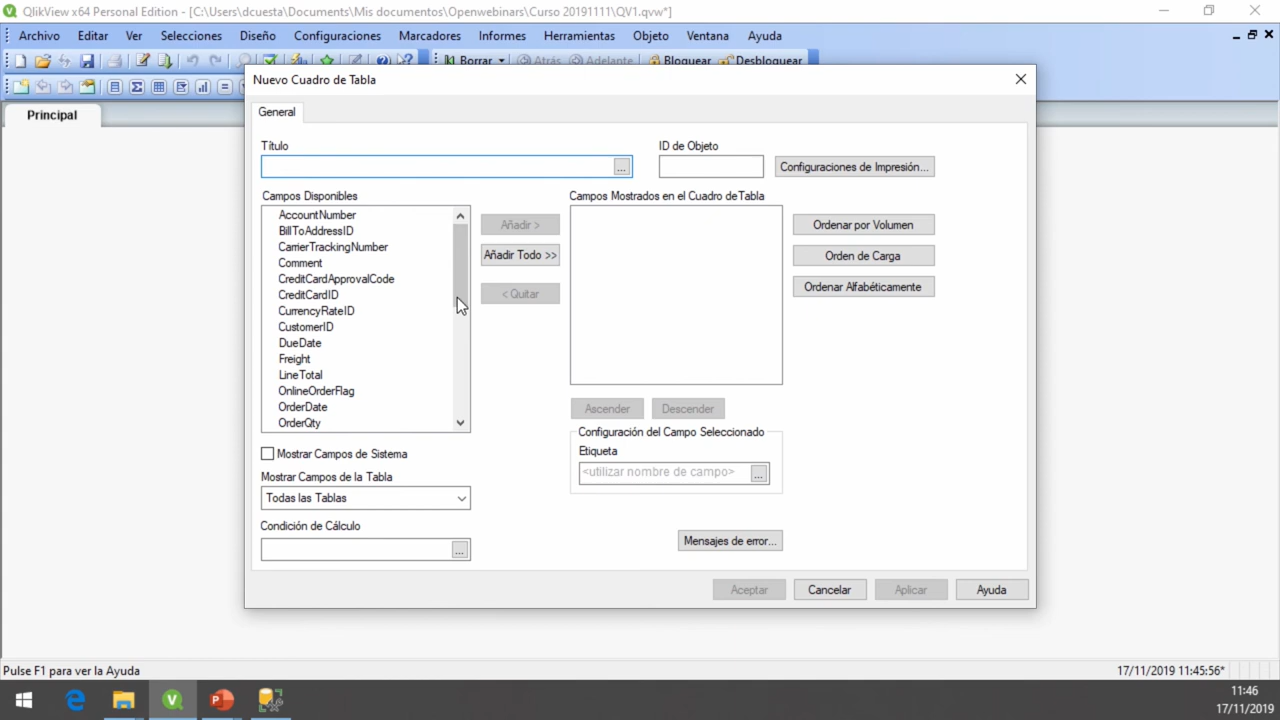 QlikView x64 Personal Edition - [C:\Users\dcuesta\Documents\Mis documentos\Openwebinars\Curso 20191111\QV1.qvw*]
Archivo Editar Ver Selecciones Diseño Configuraciones Marcadores Informes Herramientas Objeto Ventana Ayuda
Borrar Atrás Adelante Bloquear Desbloquear
Nuevo Cuadro de Tabla
Principal
General
Título
ID de Objeto
...
Configuraciones de Impresión...
Campos Disponibles
Campos Mostrados en el Cuadro de Tabla
AccountNumber
BillToAddressID
CarrierTrackingNumber
Comment
CreditCardApprovalCode
CreditCardID
CurrencyRateID
CustomerID
DueDate
Freight
LineTotal
OnlineOrderFlag
OrderDate
OrderQty
Añadir >
Añadir Todo >>
< Quitar
Ordenar por Volumen
Orden de Carga
Ordenar Alfabéticamente
Ascender
Descender
Configuración del Campo Seleccionado
Etiqueta
<utilizar nombre de campo>
...
Mostrar Campos de Sistema
Mostrar Campos de la Tabla
Todas las Tablas
Condición de Cálculo
...
Mensajes de error...
Aceptar
Cancelar
Aplicar
Ayuda
Pulse F1 para ver la Ayuda
17/11/2019 11:45:56*
11:46
17/11/2019